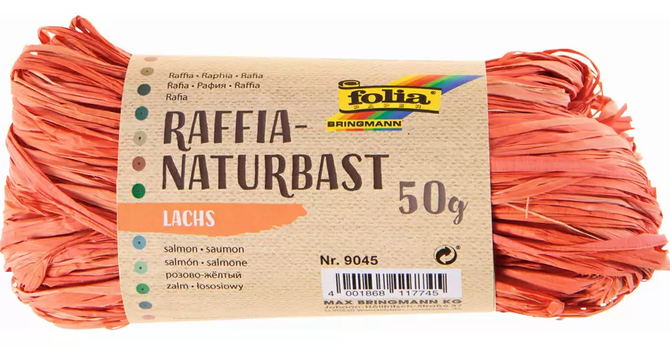 Raffia • Raphia • Rafia
Rafia • Рафия • Raffia
Rafia
folia
PAPER
BRINGMANN
RAFFIA-
NATURBAST
50g
LACHS
salmon • saumon
salmón • salmone
розово-жёлтый
zalm • łososiowy
Nr. 9045
4 001868 117745
MAX BRINGMANN KG